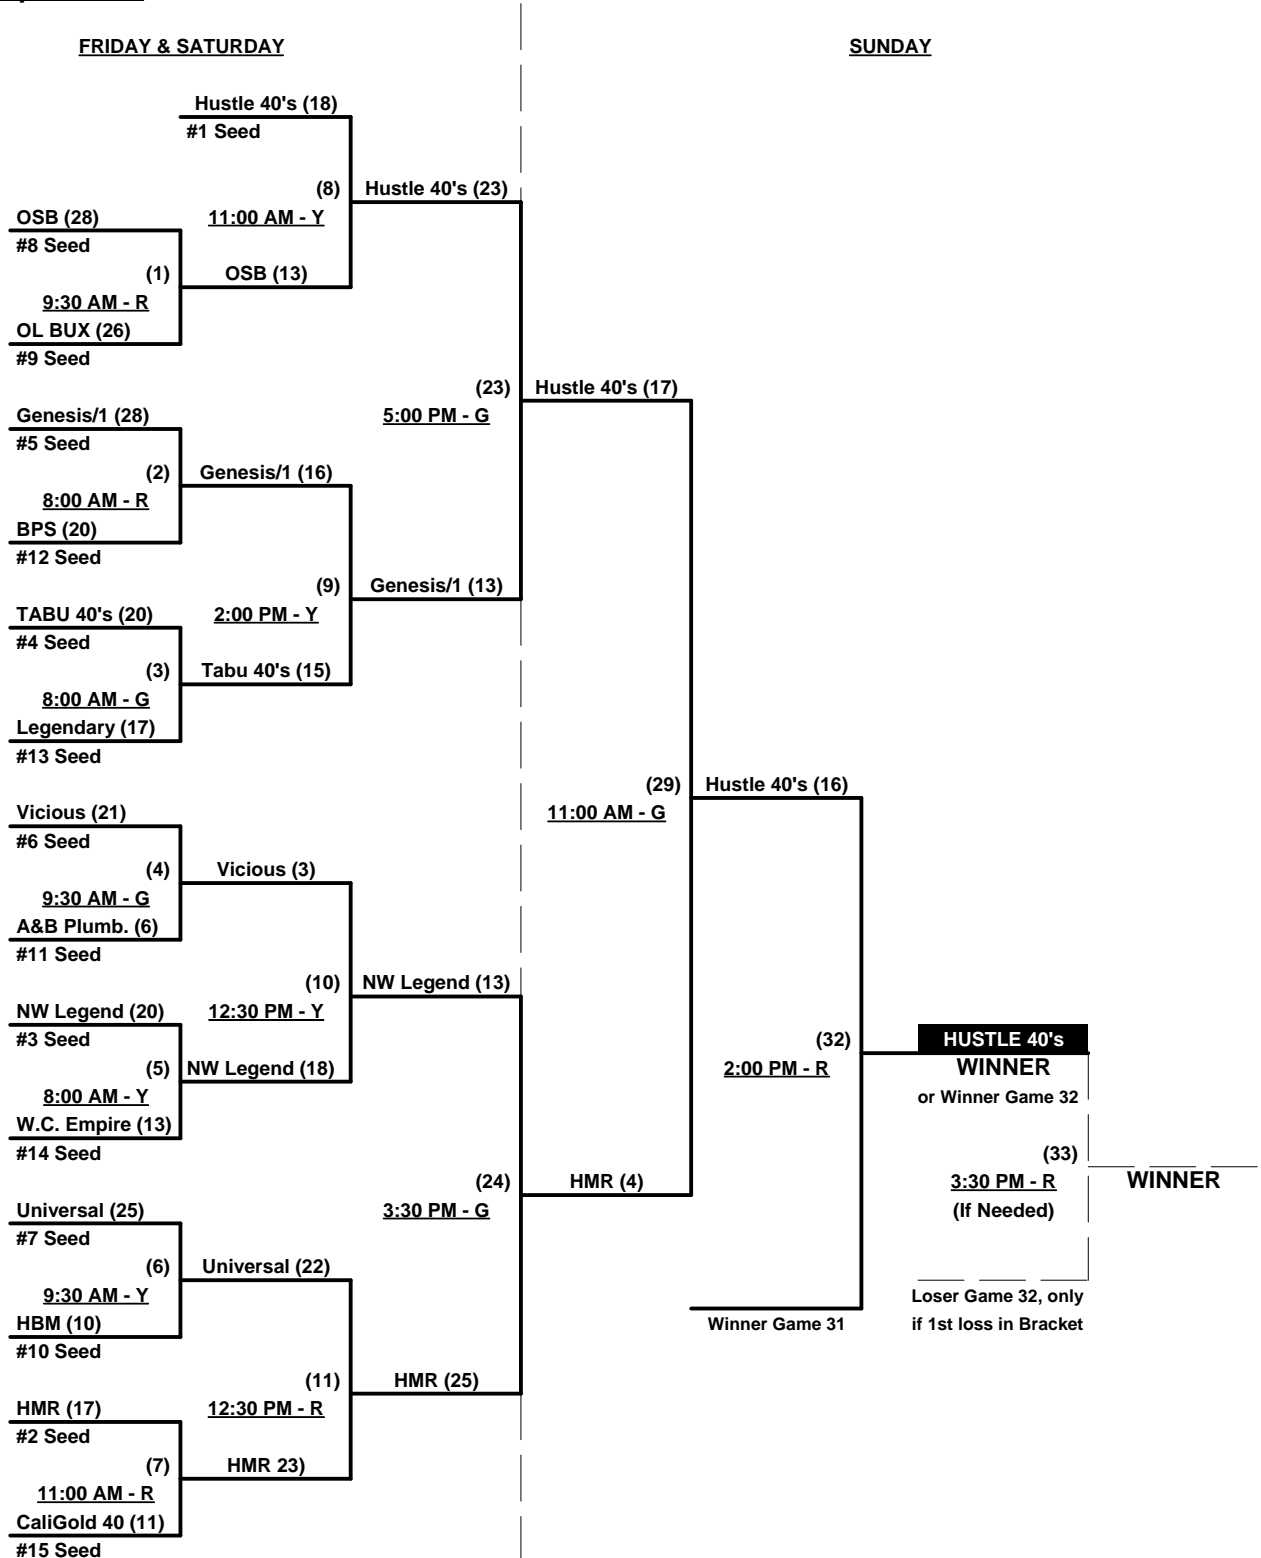 FRIDAY & SATURDAY
SUNDAY
Hustle 40's (18)
#1 Seed
(8)
11:00 AM - Y
Hustle 40's (23)
OSB (28)
#8 Seed
(1)
9:30 AM - R
OSB (13)
OL BUX (26)
#9 Seed
(23)
5:00 PM - G
Hustle 40's (17)
Genesis/1 (28)
#5 Seed
(2)
8:00 AM - R
Genesis/1 (16)
BPS (20)
#12 Seed
(9)
2:00 PM - Y
Genesis/1 (13)
TABU 40's (20)
#4 Seed
(3)
8:00 AM - G
Tabu 40's (15)
Legendary (17)
#13 Seed
(29)
11:00 AM - G
Hustle 40's (16)
Vicious (21)
#6 Seed
(4)
9:30 AM - G
Vicious (3)
A&B Plumb. (6)
#11 Seed
(10)
12:30 PM - Y
NW Legend (13)
NW Legend (20)
#3 Seed
(5)
8:00 AM - Y
NW Legend (18)
W.C. Empire (13)
#14 Seed
(32)
2:00 PM - R
HUSTLE 40's
WINNER
or Winner Game 32
(33)
3:30 PM - R
(If Needed)
WINNER
(24)
3:30 PM - G
HMR (4)
Universal (25)
#7 Seed
(6)
9:30 AM - Y
Universal (22)
HBM (10)
#10 Seed
Winner Game 31
Loser Game 32, only
if 1st loss in Bracket
(11)
12:30 PM - R
HMR (25)
HMR (17)
#2 Seed
(7)
11:00 AM - R
HMR 23)
CaliGold 40 (11)
#15 Seed